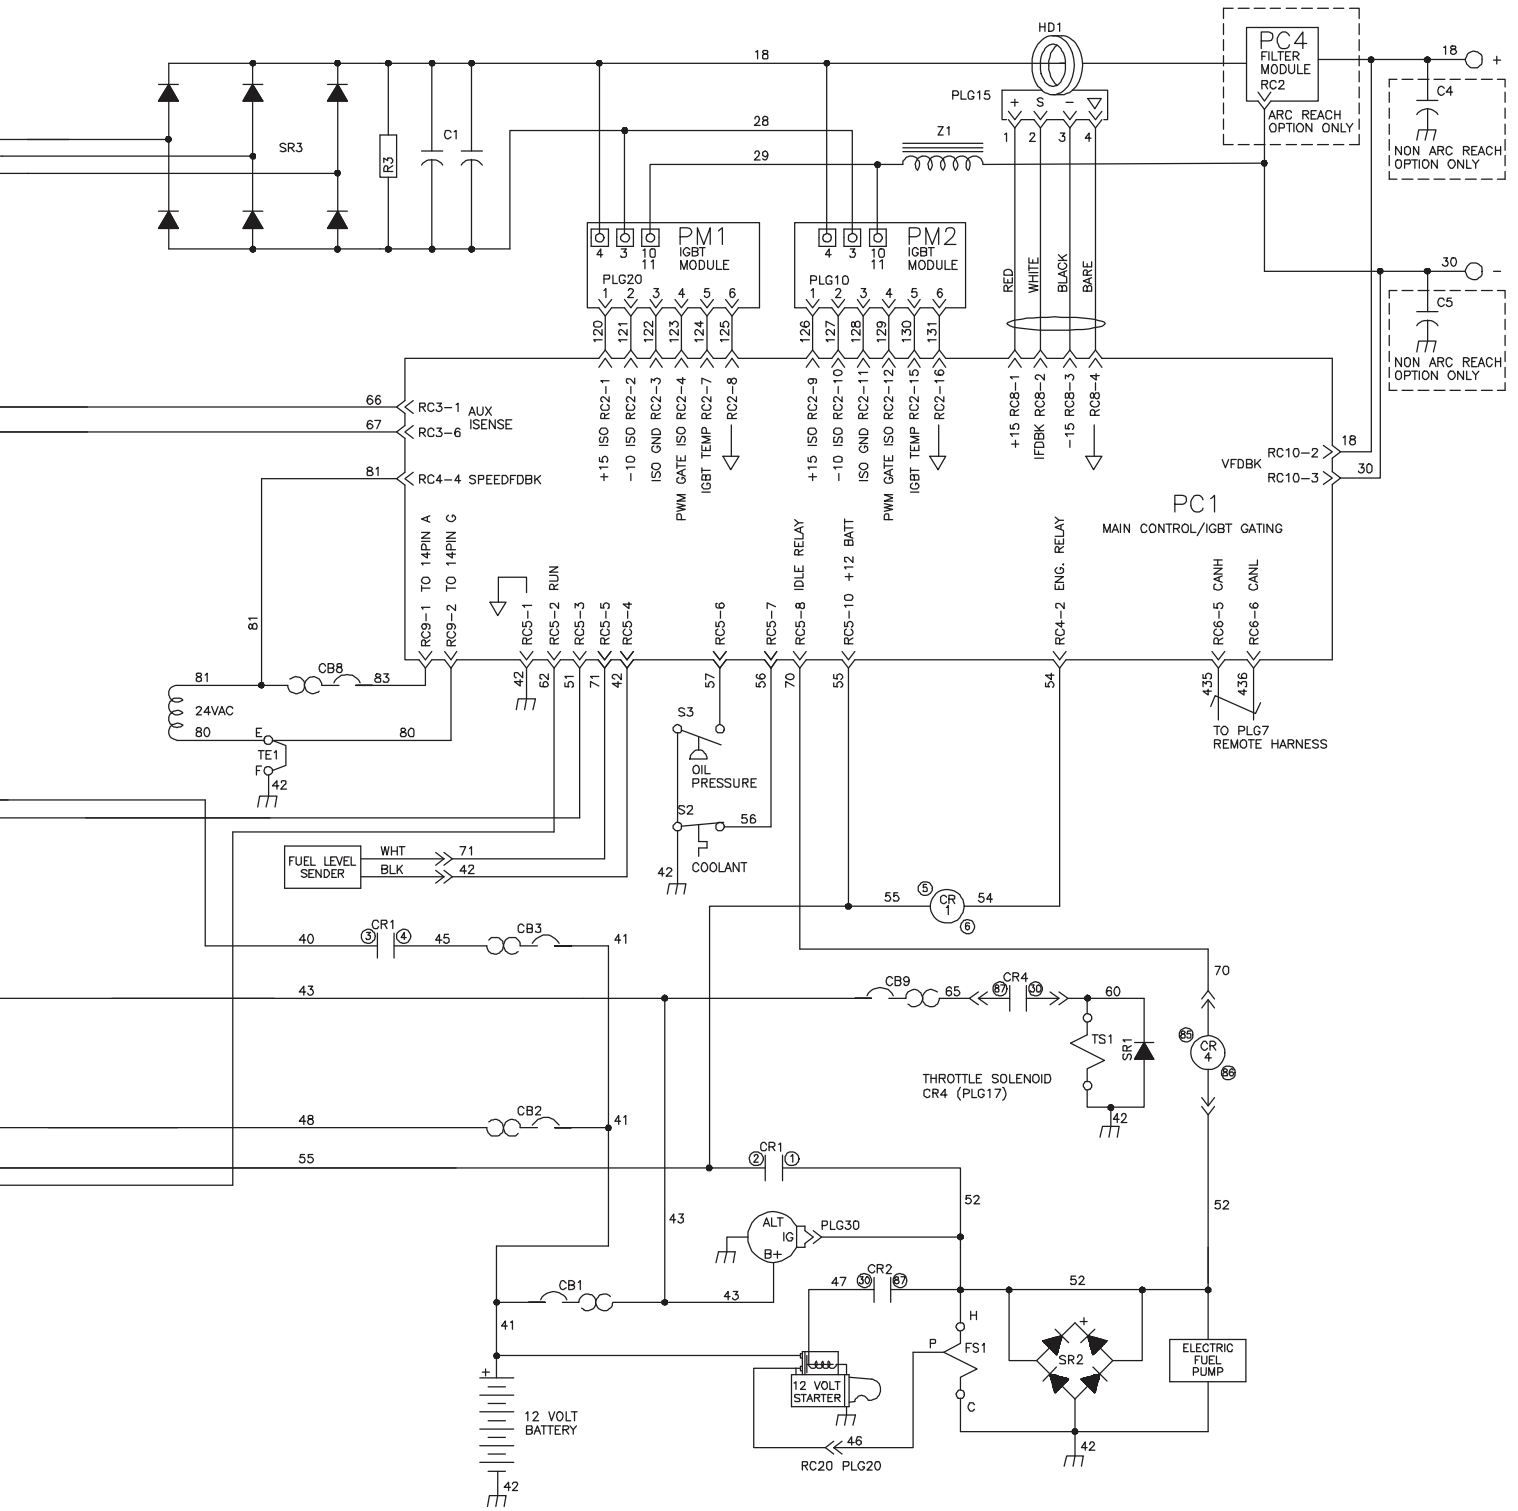 HD1
18
PC4
FILTER
MODULE
RC2
18
+
C4
PLG15
+ S −
1 2 3 4
ARC REACH
OPTION ONLY
NON ARC REACH
OPTION ONLY
SR3
R3
C1
28
Z1
29
PM1
IGBT
MODULE
4 3 10
11
PLG20
1 2 3 4 5 6
PM2
IGBT
MODULE
4 3 10
11
PLG10
1 2 3 4 5 6
RED
WHITE
BLACK
BARE
30
−
C5
NON ARC REACH
OPTION ONLY
120
121
122
123
124
125
126
127
128
129
130
131
66
RC3-1
AUX
ISENSE
67
RC3-6
81
RC4-4 SPEEDFDBK
+15 ISO RC2-1
-10 ISO RC2-2
ISO GND RC2-3
PWM GATE ISO RC2-4
IGBT TEMP RC2-7
RC2-8
+15 ISO RC2-9
-10 ISO RC2-10
ISO GND RC2-11
PWM GATE ISO RC2-12
IGBT TEMP RC2-15
RC2-16
+15 RC8-1
IFDBK RC8-2
-15 RC8-3
RC8-4
VFDBK
RC10-2
18
RC10-3
30
PC1
MAIN CONTROL/IGBT GATING
RC9-1 TO 14PIN A
RC9-2 TO 14PIN G
RC5-1
RC5-2 RUN
RC5-3
RC5-5
RC5-4
RC5-6
RC5-7
RC5-8 IDLE RELAY
RC5-10 +12 BATT
RC4-2 ENG. RELAY
RC6-5 CANH
RC6-6 CANL
81
81
CB8
83
24VAC
80
E
80
TE1
F
42
42
62
51
71
42
57
56
70
55
54
435
436
TO PLG7
REMOTE HARNESS
S3
OIL
PRESSURE
S2
56
COOLANT
42
FUEL LEVEL
SENDER
WHT
71
BLK
42
55
5
CR
1
6
54
40
CR1
3
4
45
CB3
41
70
43
CB9
65
CR4
87
30
60
TS1
SR1
85
CR
4
86
THROTTLE SOLENOID
CR4 (PLG17)
42
48
CB2
41
55
CR1
2
1
52
52
43
ALT
IG
B+
PLG30
CB1
43
41
47
CR2
30
87
52
H
P
FS1
C
+
SR2
ELECTRIC
FUEL
PUMP
+
12 VOLT
BATTERY
42
12 VOLT
STARTER
46
RC20 PLG20
42